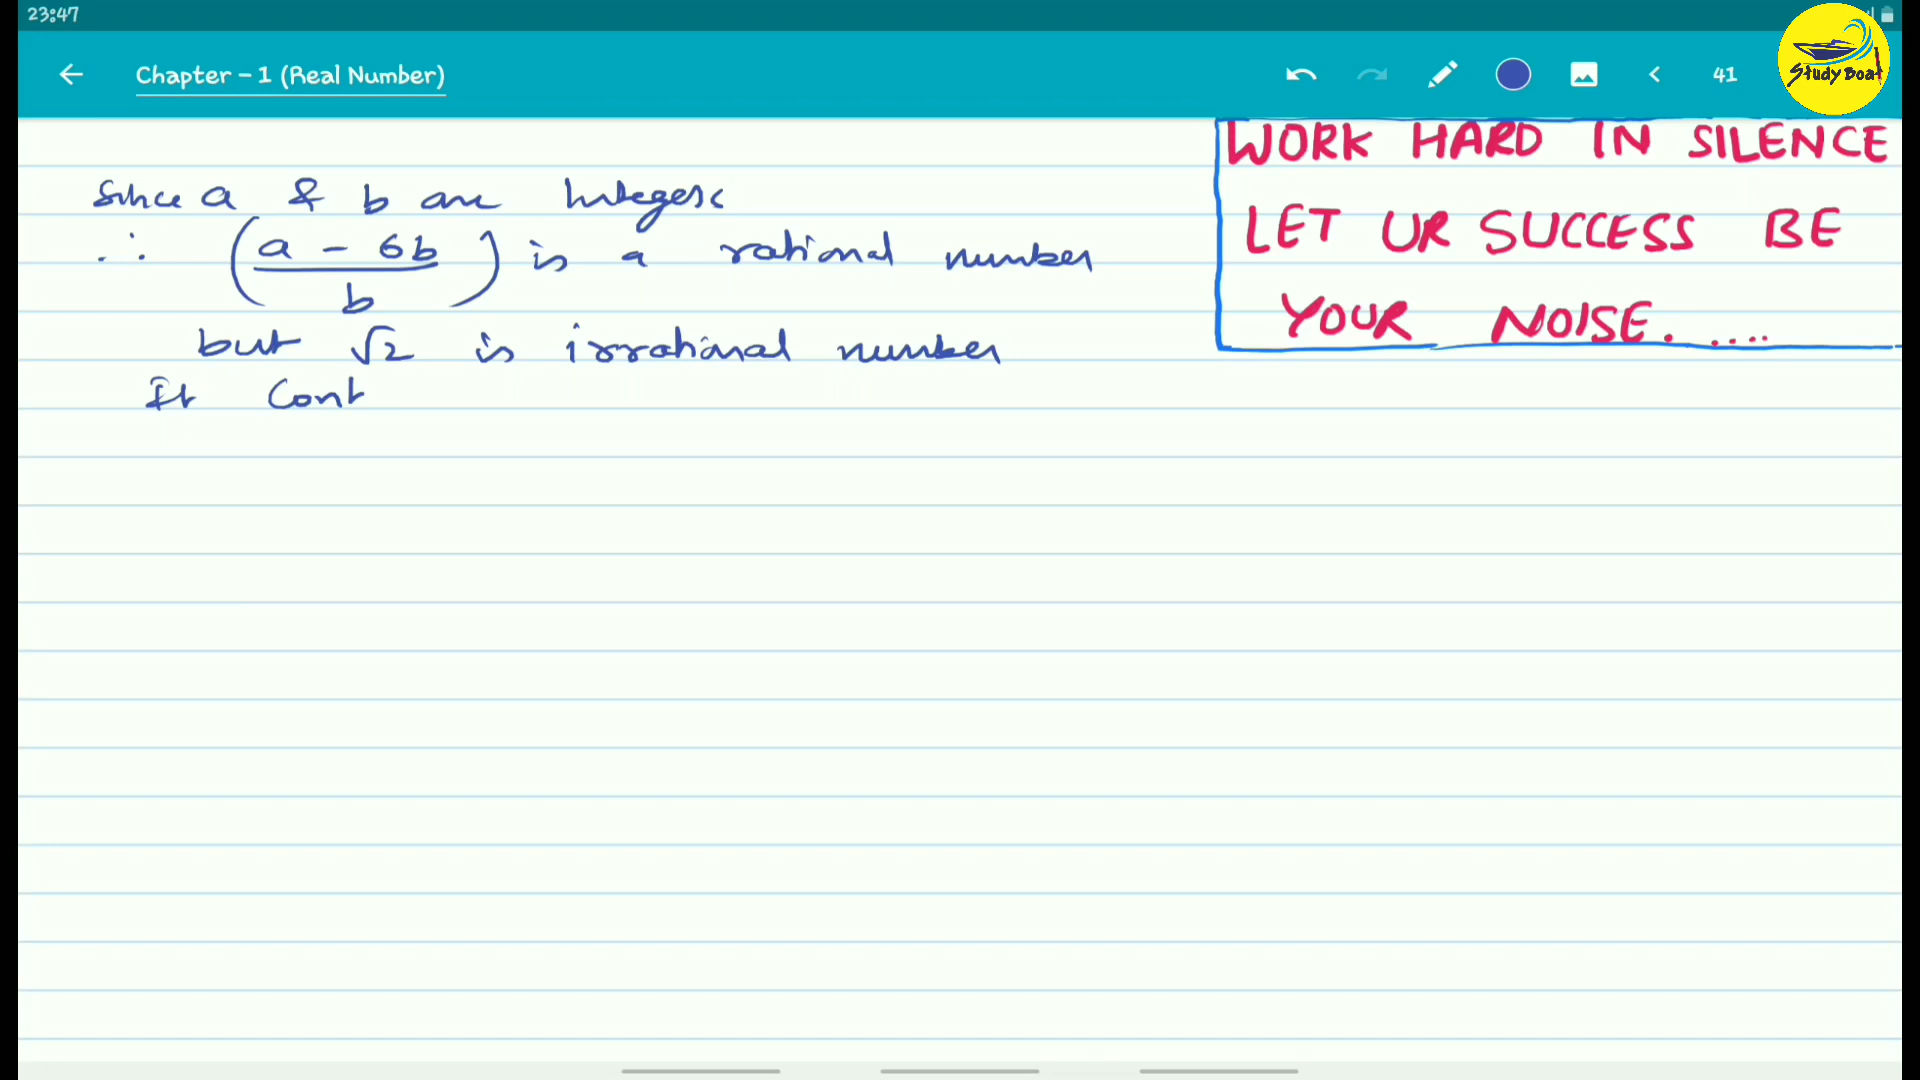 23:47
Chapter - 1 (Real Number)
41
Study Boat
WORK HARD IN SILENCE
LET UR SUCCESS BE
YOUR NOISE.....
Since a & b are Integers
∴ (a - 6b / b) is a rational number
but √2 is irrational number
It Cont